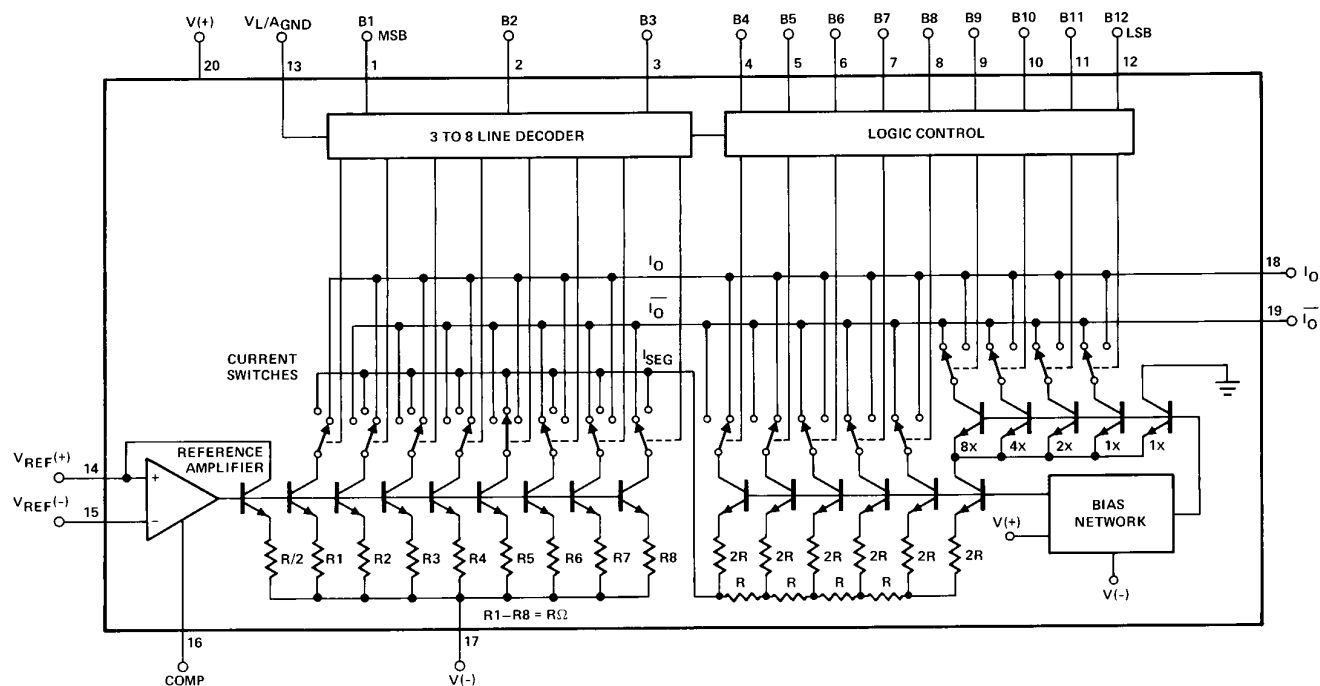 V(+) VL/AGND B1 MSB B2 B3 B4 B5 B6 B7 B8 B9 B10 B11 B12 LSB
20 13 1 2 3 4 5 6 7 8 9 10 11 12
3 TO 8 LINE DECODER LOGIC CONTROL
IO 18 IO
IO 19 IO
CURRENT SWITCHES ISEG
8x 4x 2x 1x 1x
VREF(+) 14 + REFERENCE AMPLIFIER
VREF(-) 15 −
V(+) BIAS NETWORK
R/2 R1 R2 R3 R4 R5 R6 R7 R8 2R 2R 2R 2R 2R 2R
R R R R
V(-)
R1–R8 = RΩ
16 17
COMP V(-)